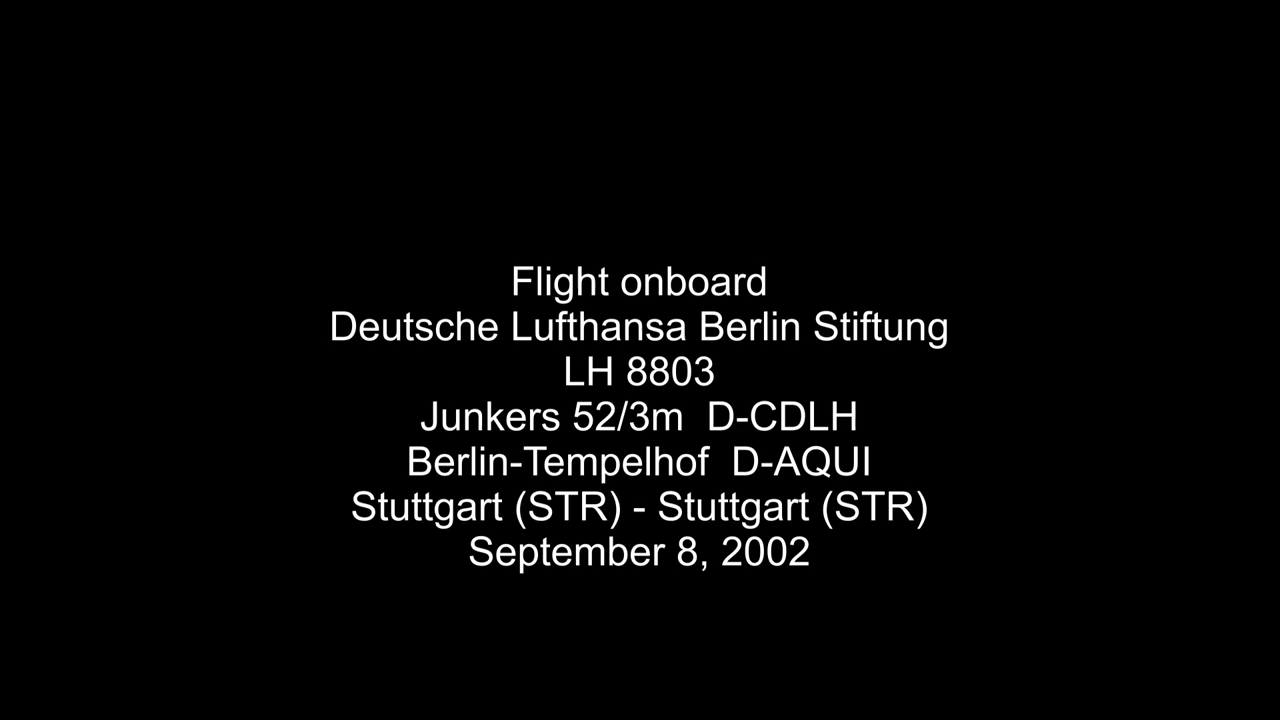 Flight onboard
Deutsche Lufthansa Berlin Stiftung
LH 8803
Junkers 52/3m  D-CDLH
Berlin-Tempelhof  D-AQUI
Stuttgart (STR) - Stuttgart (STR)
September 8, 2002